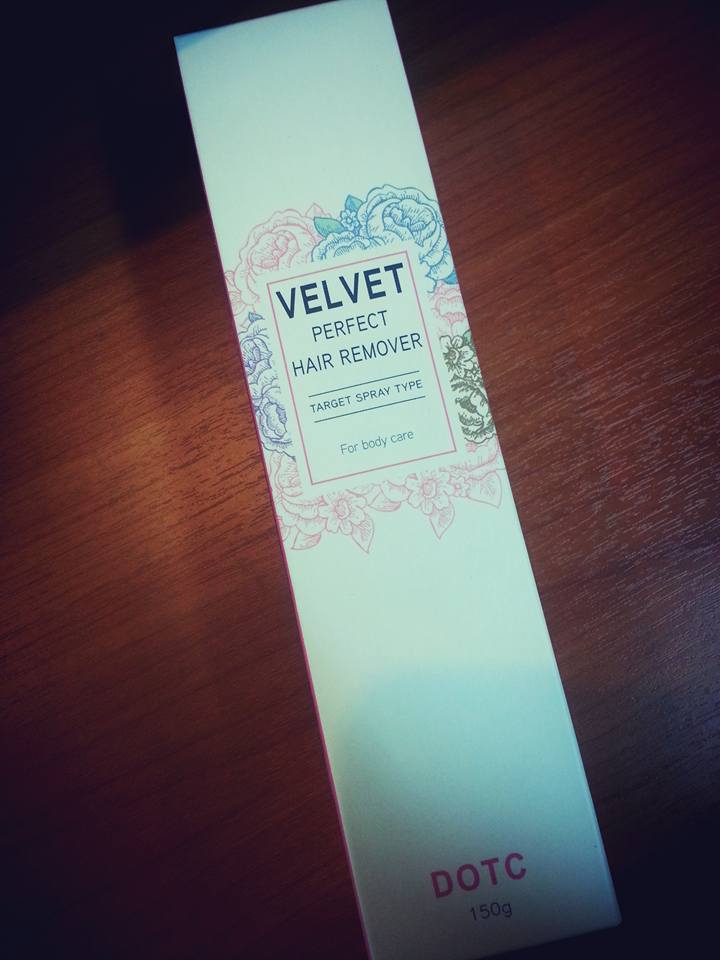 VELVET
PERFECT
HAIR REMOVER
TARGET SPRAY TYPE
For body care
DOTC
150g